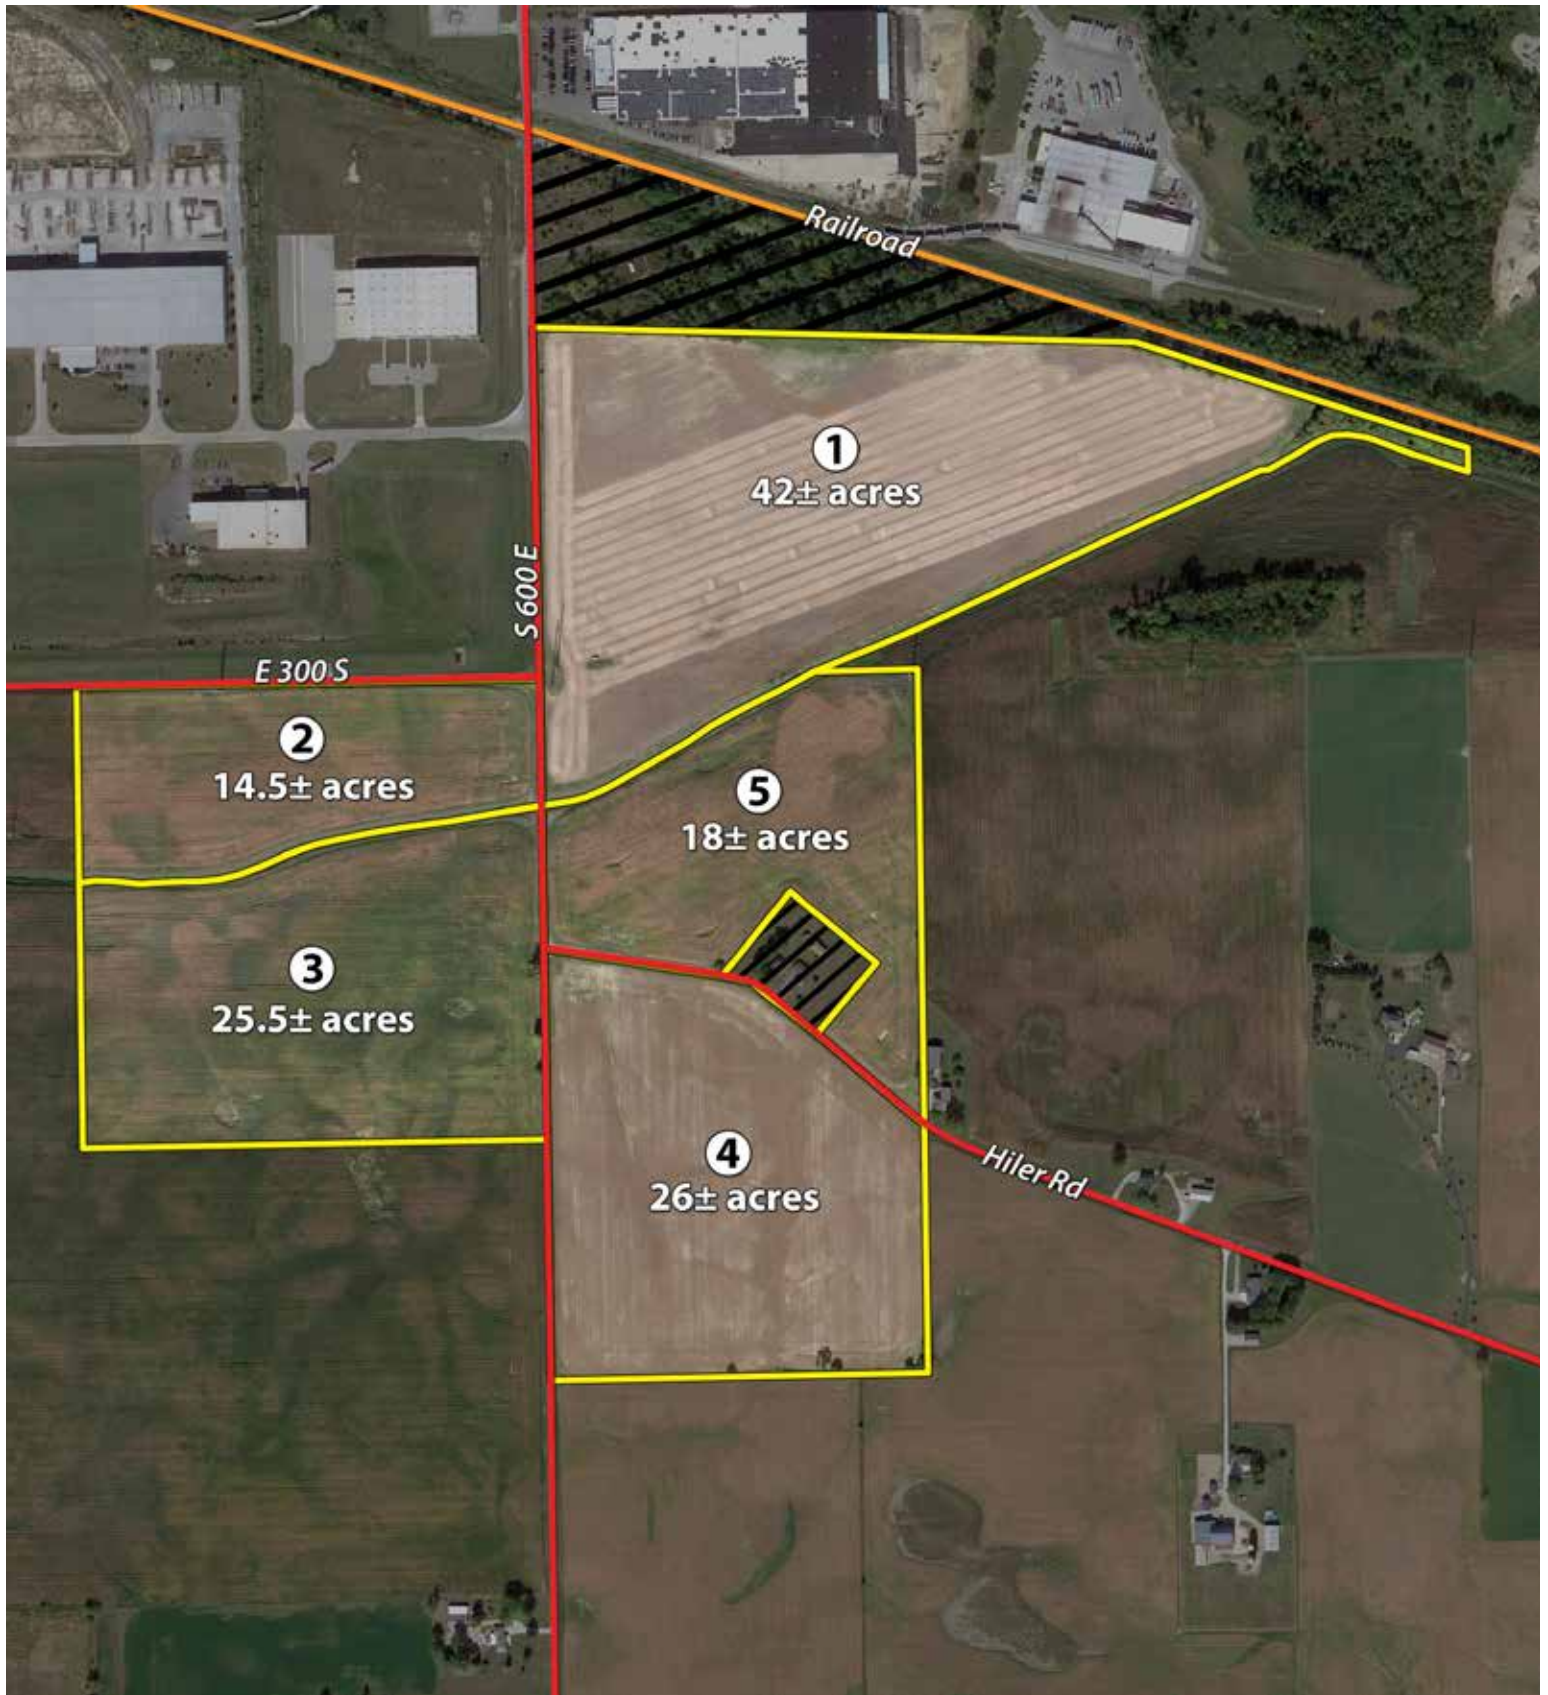 Railroad
1
42± acres
S 600 E
E 300 S
2
14.5± acres
5
18± acres
3
25.5± acres
4
26± acres
Hiler Rd